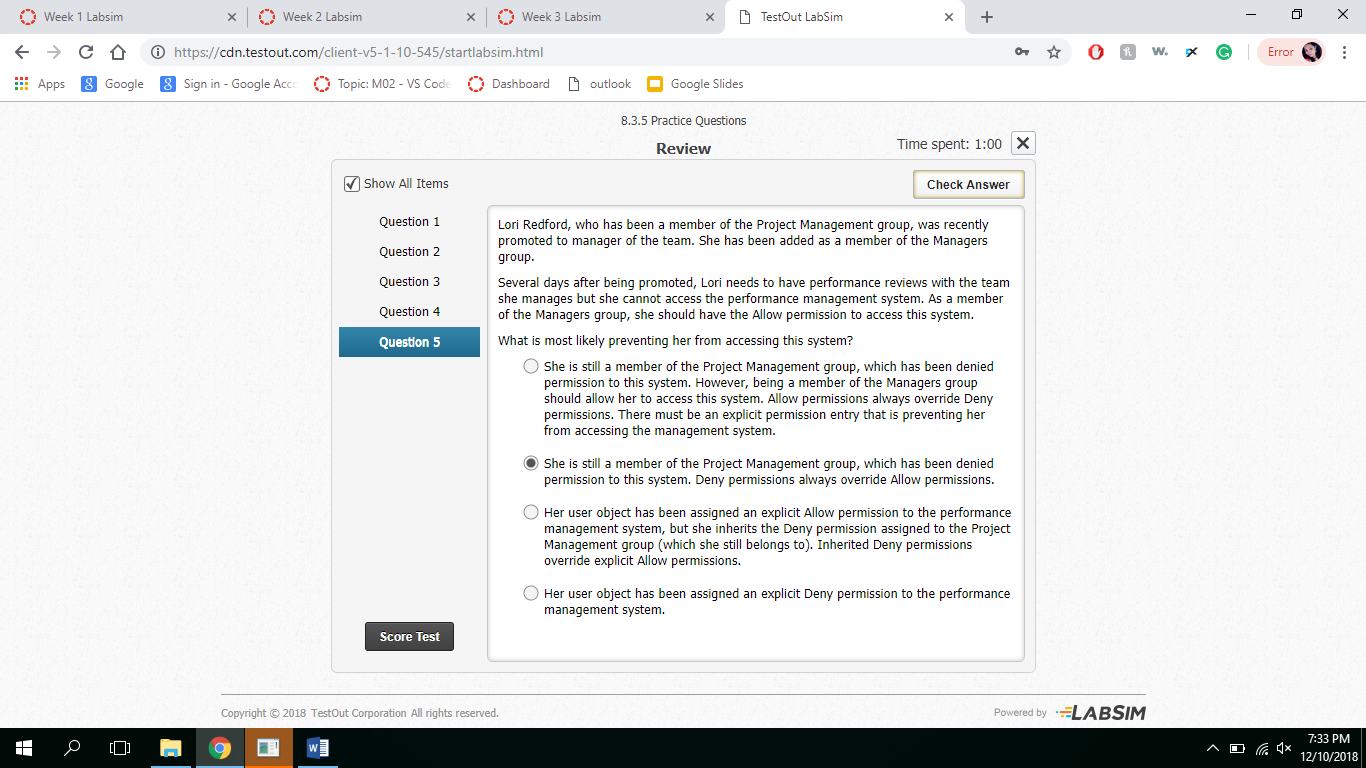 Week 1 Labsim
Week 2 Labsim
Week 3 Labsim
TestOut LabSim
https://cdn.testout.com/client-v5-1-10-545/startlabsim.html
Error
Apps
Google
Sign in - Google Acco
Topic: M02 - VS Code
Dashboard
outlook
Google Slides
8.3.5 Practice Questions
Review
Time spent: 1:00
Show All Items
Check Answer
Question 1
Question 2
Question 3
Question 4
Question 5
Lori Redford, who has been a member of the Project Management group, was recently
promoted to manager of the team. She has been added as a member of the Managers
group.
Several days after being promoted, Lori needs to have performance reviews with the team
she manages but she cannot access the performance management system. As a member
of the Managers group, she should have the Allow permission to access this system.
What is most likely preventing her from accessing this system?
She is still a member of the Project Management group, which has been denied
permission to this system. However, being a member of the Managers group
should allow her to access this system. Allow permissions always override Deny
permissions. There must be an explicit permission entry that is preventing her
from accessing the management system.
She is still a member of the Project Management group, which has been denied
permission to this system. Deny permissions always override Allow permissions.
Her user object has been assigned an explicit Allow permission to the performance
management system, but she inherits the Deny permission assigned to the Project
Management group (which she still belongs to). Inherited Deny permissions
override explicit Allow permissions.
Her user object has been assigned an explicit Deny permission to the performance
management system.
Score Test
Copyright © 2018 TestOut Corporation All rights reserved.
Powered by LABSIM
7:33 PM
12/10/2018